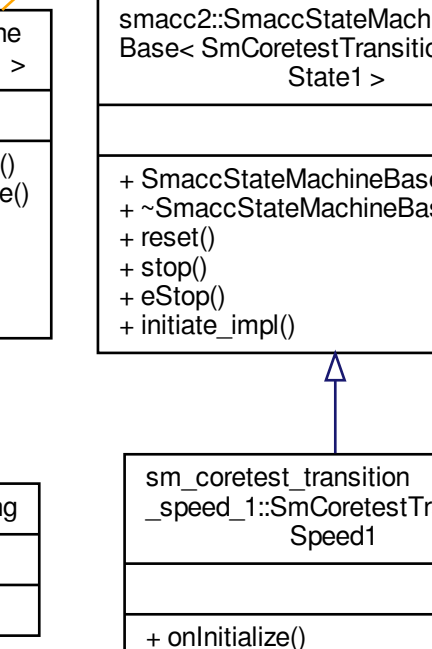 ne
>
()
e()
smacc2::SmaccStateMach
Base< SmCoretestTransitio
State1 >
+ SmaccStateMachineBase
+ ~SmaccStateMachineBas
+ reset()
+ stop()
+ eStop()
+ initiate_impl()
ng
sm_coretest_transition
_speed_1::SmCoretestTr
Speed1
+ onInitialize()